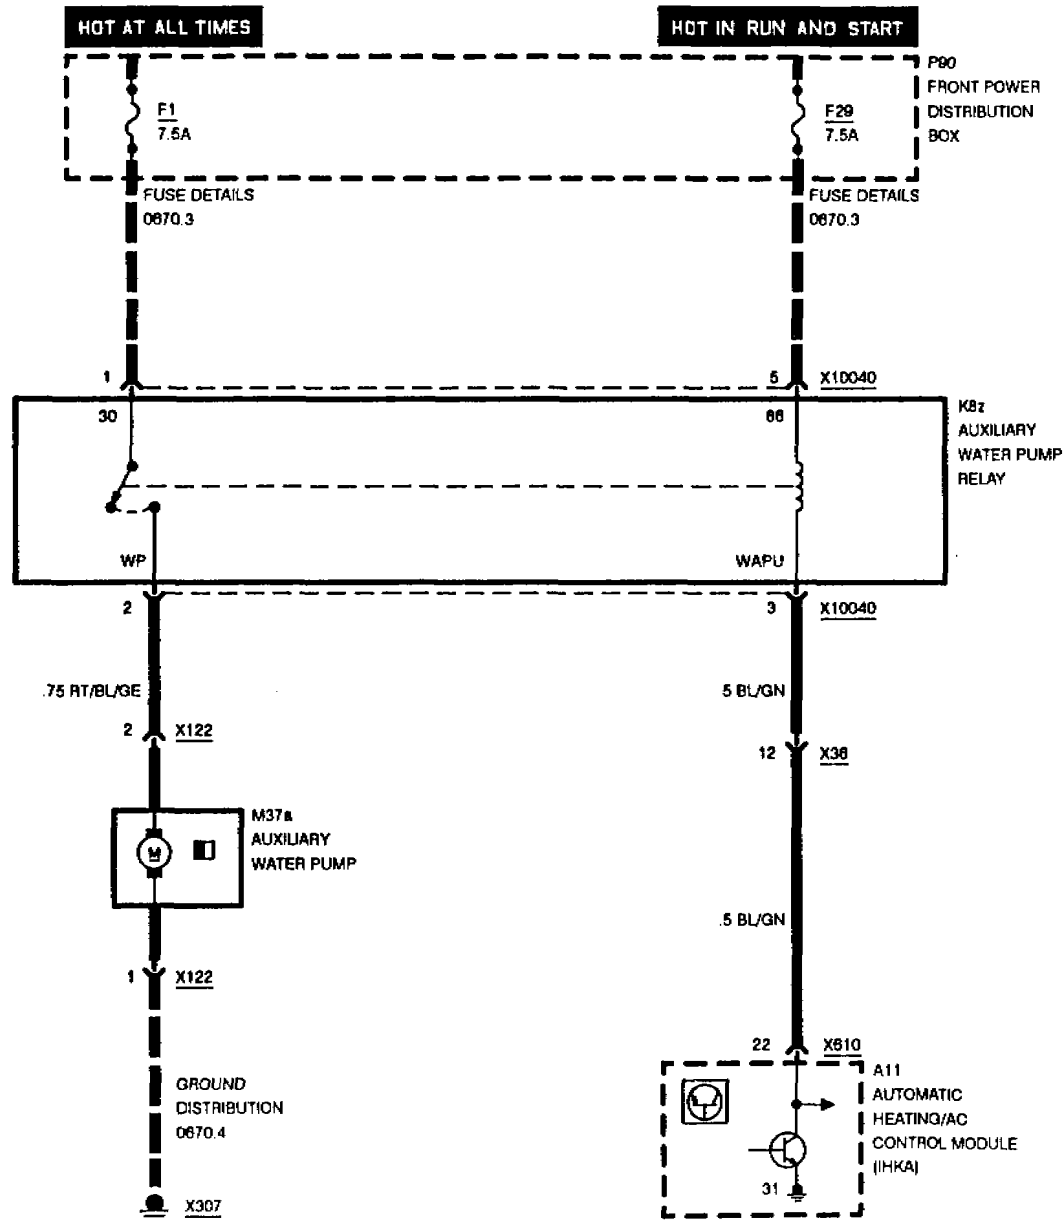 HOT AT ALL TIMES
HOT IN RUN AND START
P90
FRONT POWER
DISTRIBUTION
BOX
F1
7.5A
F29
7.5A
FUSE DETAILS
0670.3
FUSE DETAILS
0670.3
1
5
X10040
30
86
K8z
AUXILIARY
WATER PUMP
RELAY
WP
WAPU
2
3
X10040
.75 RT/BL/GE
.5 BL/GN
2
X122
12
X36
M37a
AUXILIARY
WATER PUMP
M
.5 BL/GN
1
X122
22
X610
A11
AUTOMATIC
HEATING/AC
CONTROL MODULE
(IHKA)
GROUND
DISTRIBUTION
0670.4
31
X307